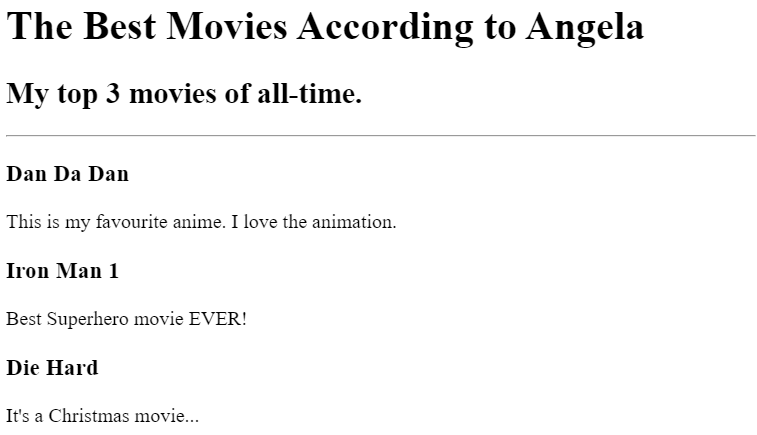 The Best Movies According to Angela
My top 3 movies of all-time.
Dan Da Dan
This is my favourite anime. I love the animation.
Iron Man 1
Best Superhero movie EVER!
Die Hard
It's a Christmas movie...